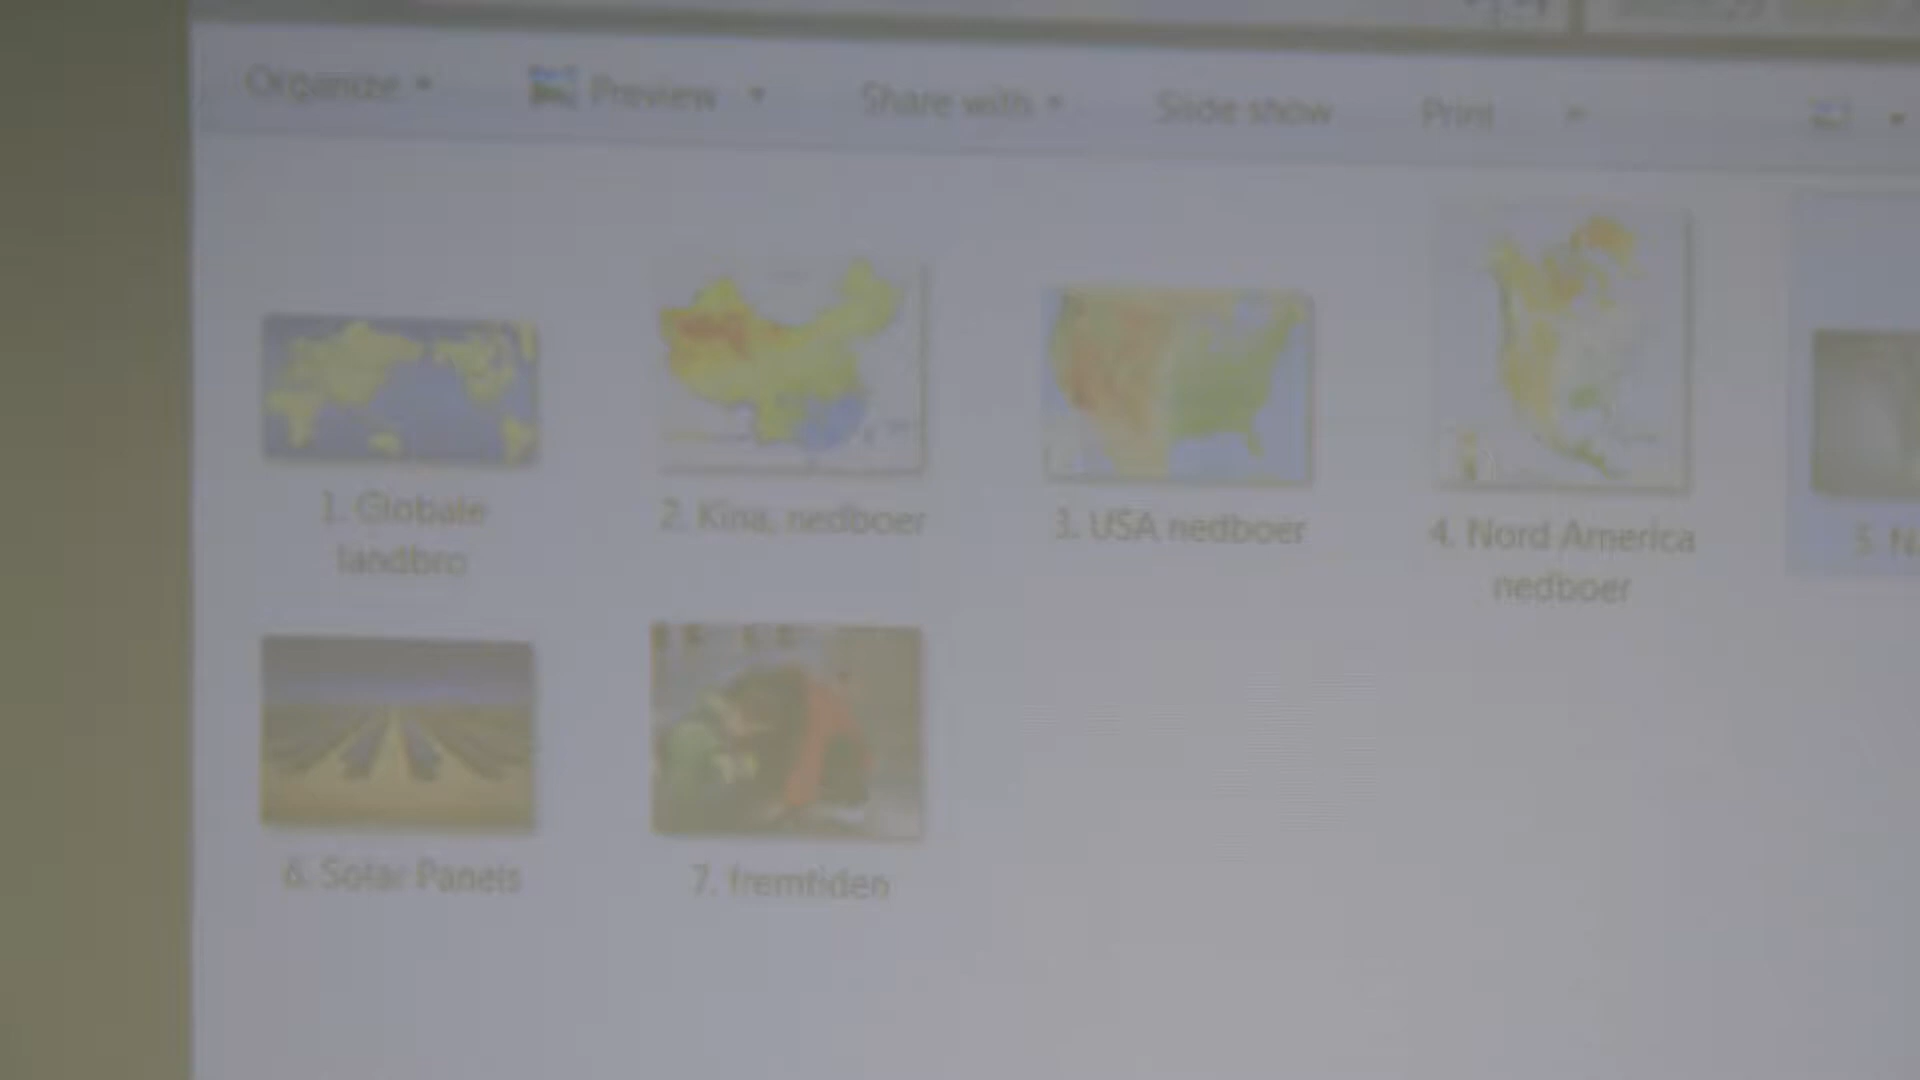 Organize Preview Share with Slide show Print »
1. Globale
landbro
2. Kina, nedboer
3. USA nedboer
4. Nord America
nedboer
5. N
6. Solar Panels
7. fremtiden